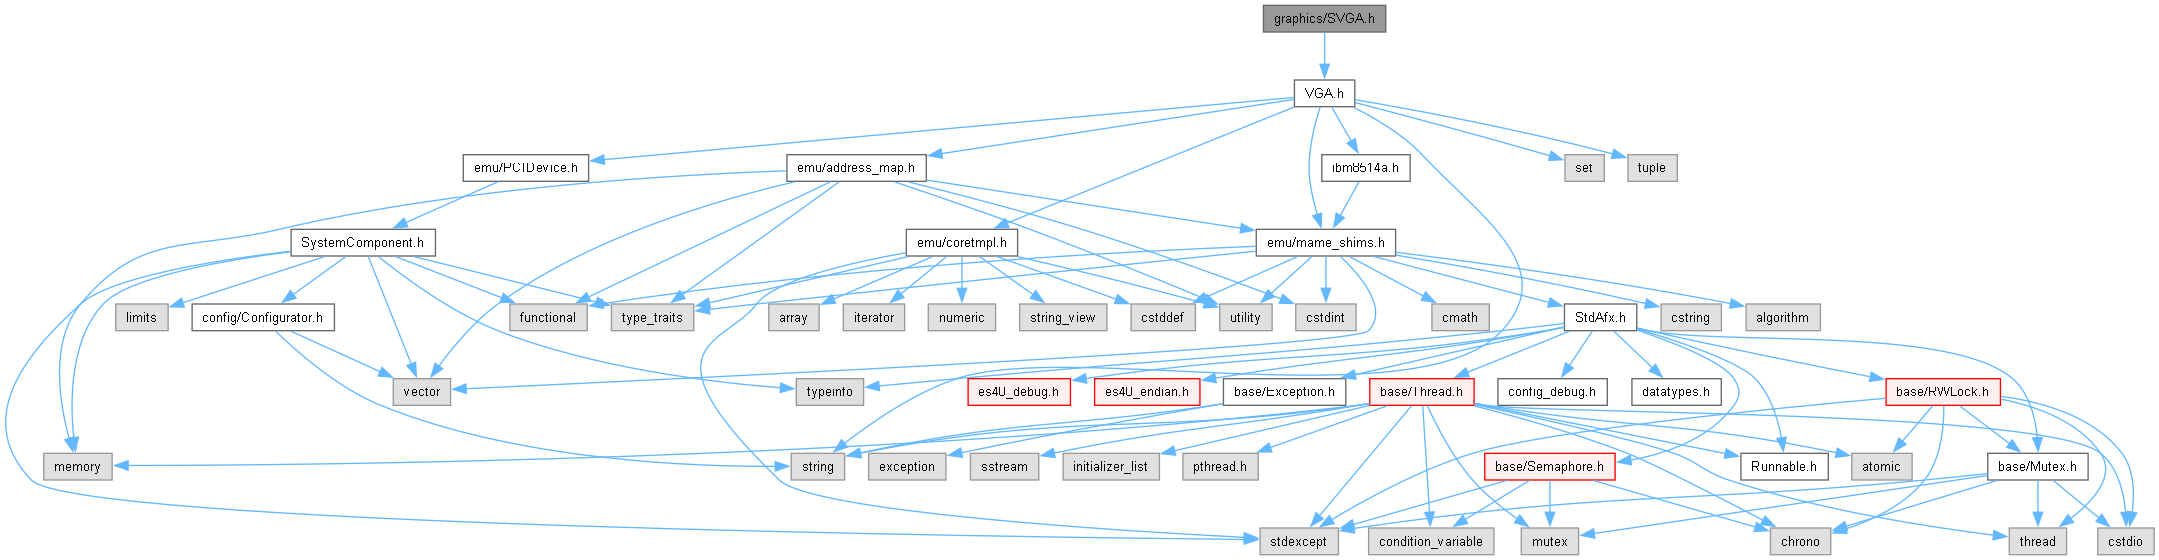 graphics/SVGA.h
VGA.h
emu/PCIDevice.h
emu/address_map.h
ibm8514a.h
set
tuple
SystemComponent.h
emu/coretmpl.h
emu/mame_shims.h
limits
config/Configurator.h
functional
type_traits
array
iterator
numeric
string_view
cstddef
utility
cstdint
cmath
StdAfx.h
cstring
algorithm
vector
typeinfo
es40_debug.h
es40_endian.h
base/Exception.h
base/Thread.h
config_debug.h
datatypes.h
base/RWLock.h
memory
string
exception
sstream
initializer_list
pthread.h
base/Semaphore.h
Runnable.h
atomic
base/Mutex.h
stdexcept
condition_variable
mutex
chrono
thread
cstdio